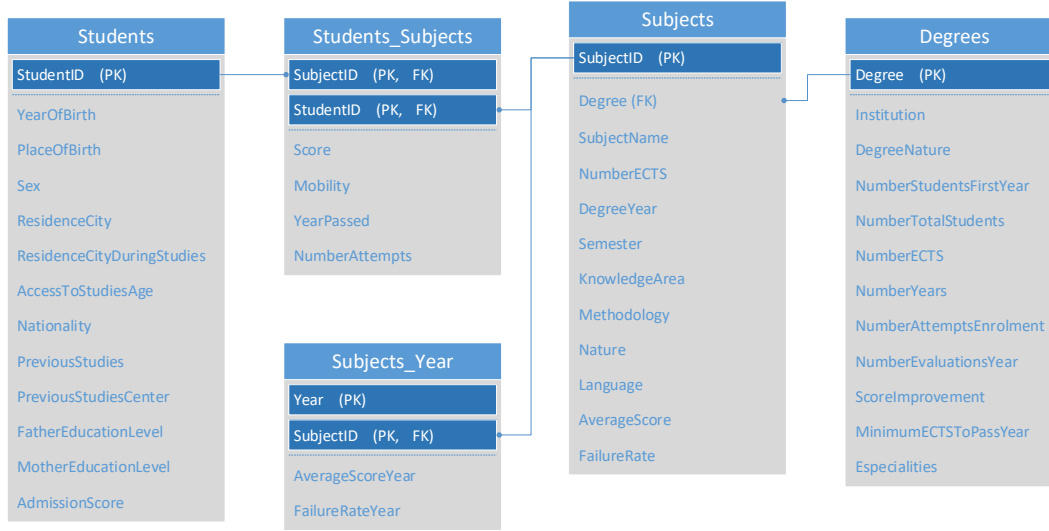 Students
StudentID (PK)
YearOfBirth
PlaceOfBirth
Sex
ResidenceCity
ResidenceCityDuringStudies
AccessToStudiesAge
Nationality
PreviousStudies
PreviousStudiesCenter
FatherEducationLevel
MotherEducationLevel
AdmissionScore
Students_Subjects
SubjectID (PK, FK)
StudentID (PK, FK)
Score
Mobility
YearPassed
NumberAttempts
Subjects_Year
Year (PK)
SubjectID (PK, FK)
AverageScoreYear
FailureRateYear
Subjects
SubjectID (PK)
Degree (FK)
SubjectName
NumberECTS
DegreeYear
Semester
KnowledgeArea
Methodology
Nature
Language
AverageScore
FailureRate
Degrees
Degree (PK)
Institution
DegreeNature
NumberStudentsFirstYear
NumberTotalStudents
NumberECTS
NumberYears
NumberAttemptsEnrolment
NumberEvaluationsYear
ScoreImprovement
MinimumECTSToPassYear
Especialities